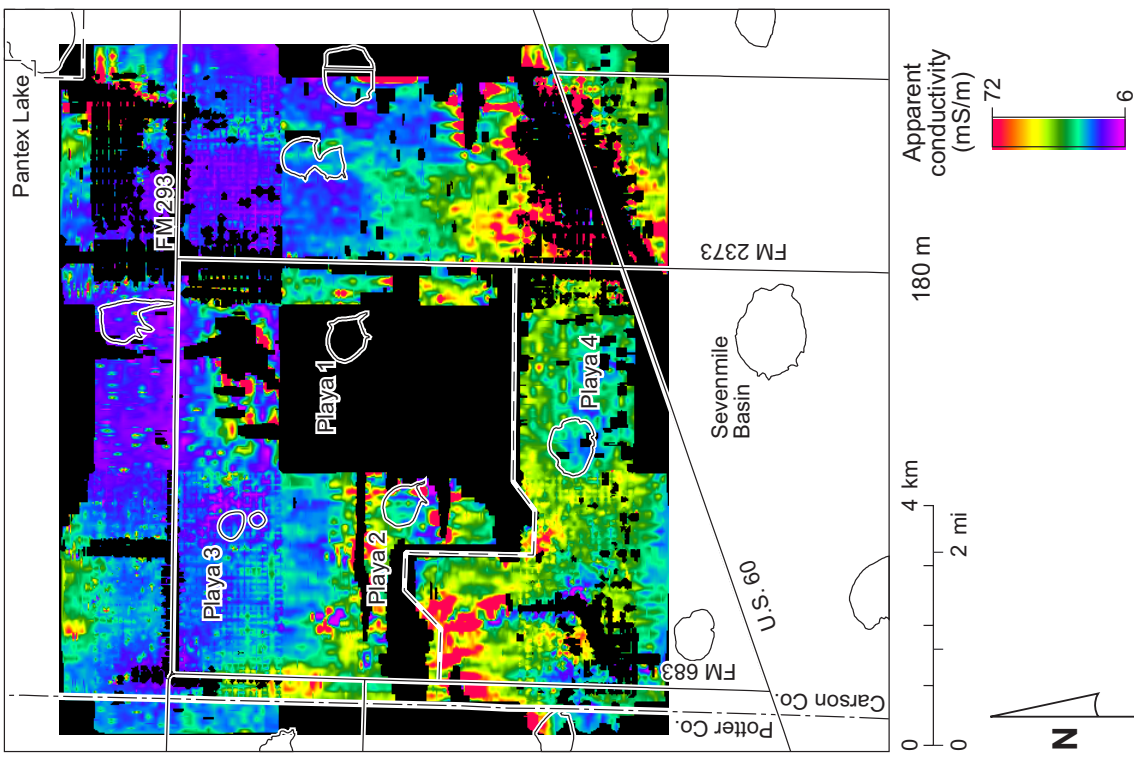 Pantex Lake
FM 293
Playa 3
Playa 1
Playa 2
Playa 4
FM 2373
Sevenmile
Basin
U.S. 60
FM 683
Potter Co.
Carson Co.
0
4 km
0
2 mi
180 m
Apparent
conductivity
(mS/m)
72
6
N